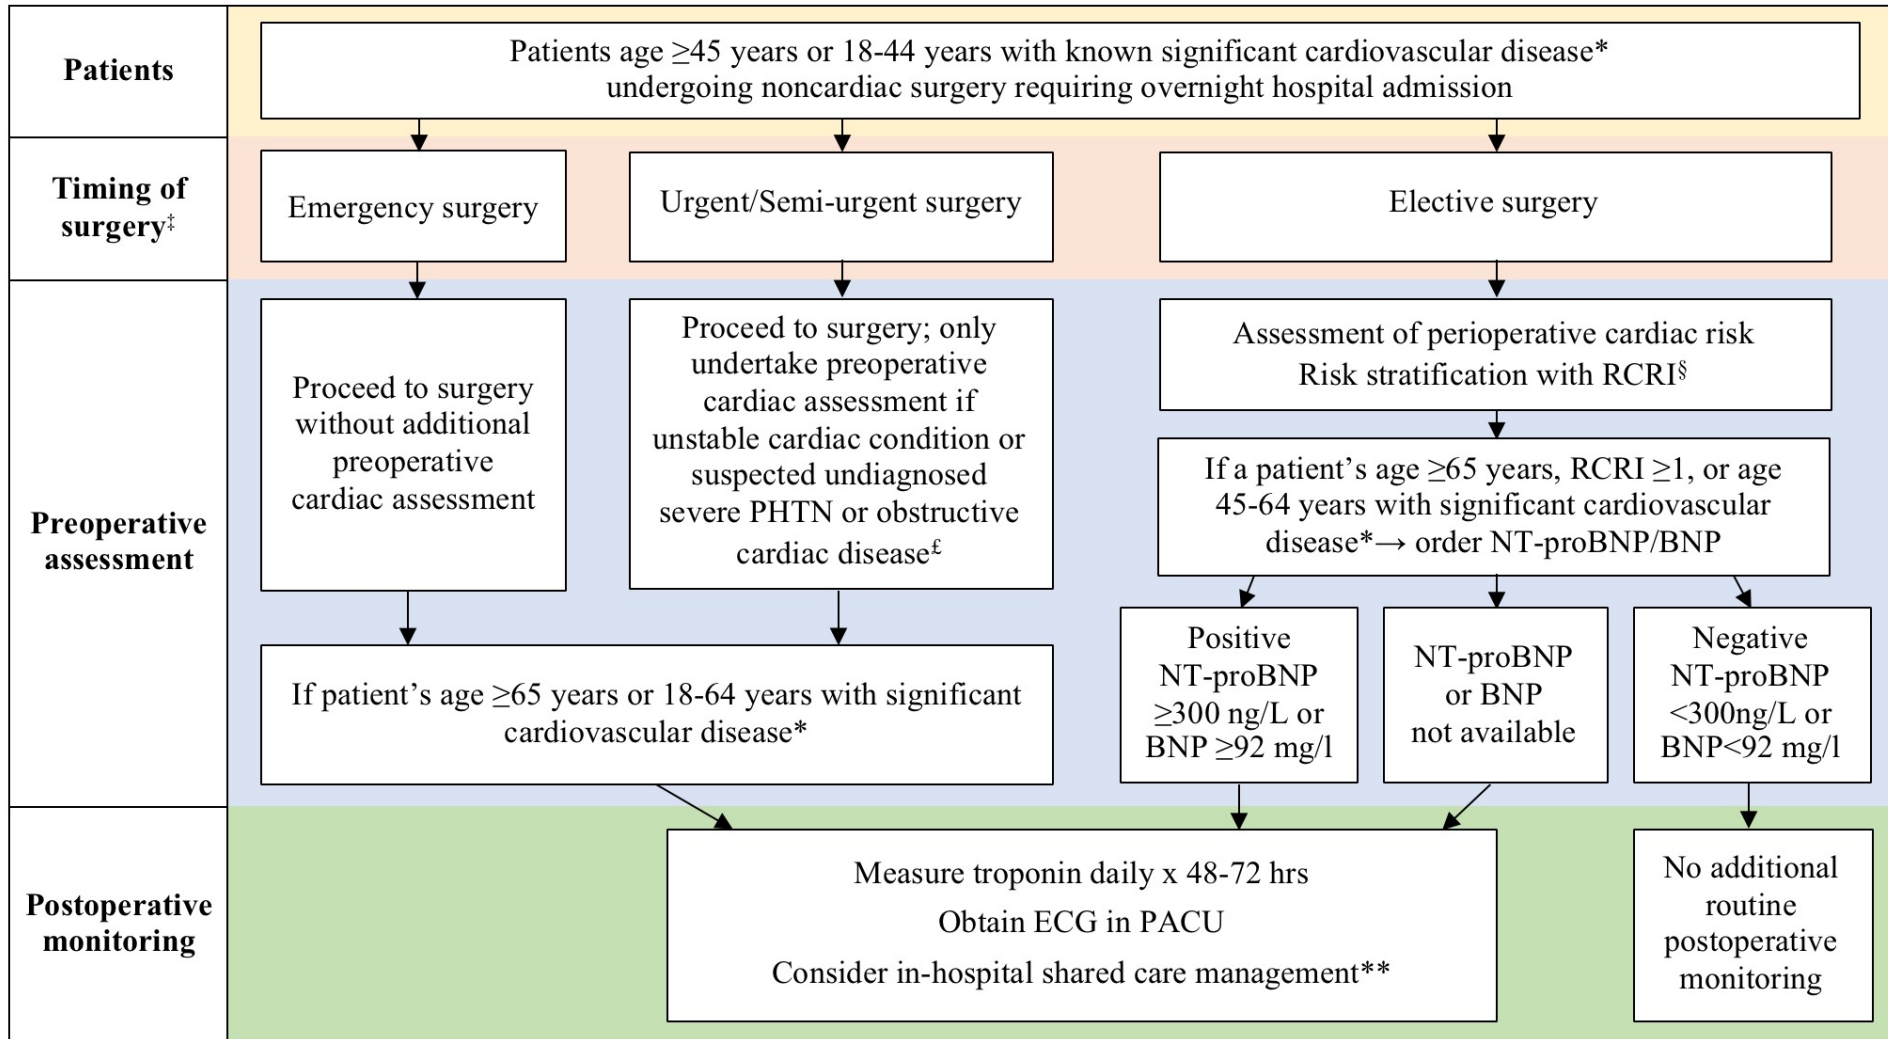 Patients
Patients age ≥45 years or 18-44 years with known significant cardiovascular disease*
undergoing noncardiac surgery requiring overnight hospital admission
Timing of
surgery‡
Emergency surgery
Urgent/Semi-urgent surgery
Elective surgery
Preoperative
assessment
Proceed to surgery
without additional
preoperative
cardiac assessment
Proceed to surgery; only
undertake preoperative
cardiac assessment if
unstable cardiac condition or
suspected undiagnosed
severe PHTN or obstructive
cardiac disease£
Assessment of perioperative cardiac risk
Risk stratification with RCRI§
If a patient’s age ≥65 years, RCRI ≥1, or age
45-64 years with significant cardiovascular
disease*→ order NT-proBNP/BNP
If patient’s age ≥65 years or 18-64 years with significant
cardiovascular disease*
Positive
NT-proBNP
≥300 ng/L or
BNP ≥92 mg/l
NT-proBNP
or BNP
not available
Negative
NT-proBNP
<300ng/L or
BNP<92 mg/l
Postoperative
monitoring
Measure troponin daily x 48-72 hrs
Obtain ECG in PACU
Consider in-hospital shared care management**
No additional
routine
postoperative
monitoring